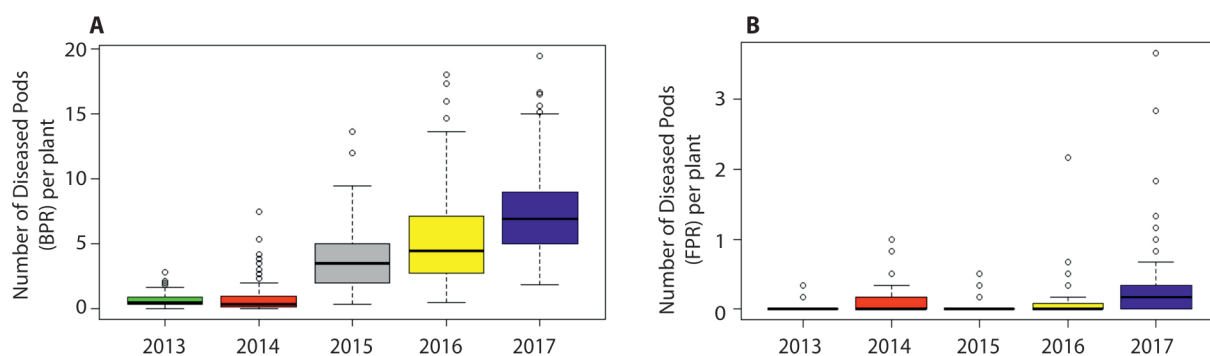 A
Number of Diseased Pods
(BPR) per plant
20
15
10
5
0
2013 2014 2015 2016 2017
B
Number of Diseased Pods
(FPR) per plant
3
2
1
0
2013 2014 2015 2016 2017